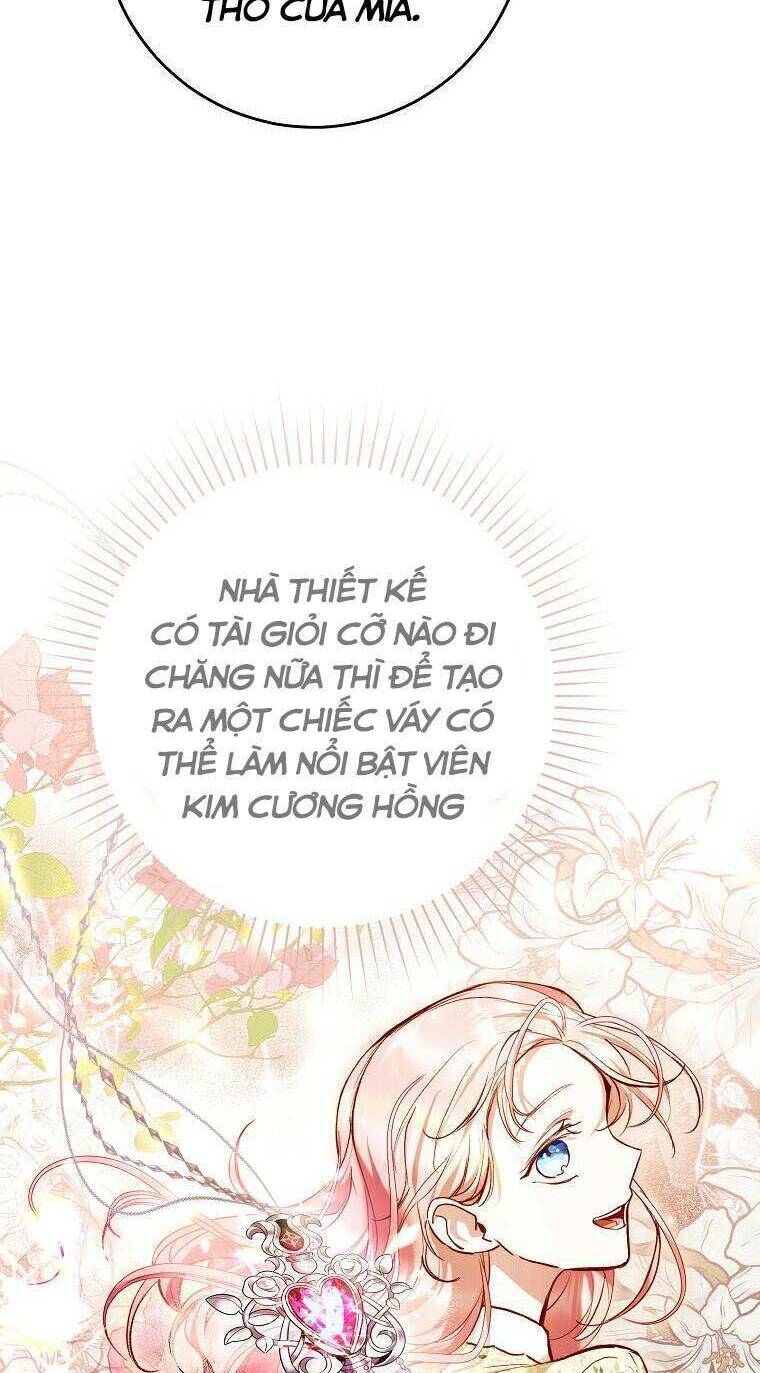 THƠ CỦA MIA.
NHÀ THIẾT KẾ
CÓ TÀI GIỎI CỠ NÀO ĐI
CHĂNG NỮA THÌ ĐỂ TẠO
RA MỘT CHIẾC VÁY CÓ
THỂ LÀM NỔI BẬT VIÊN
KIM CƯƠNG HỒNG